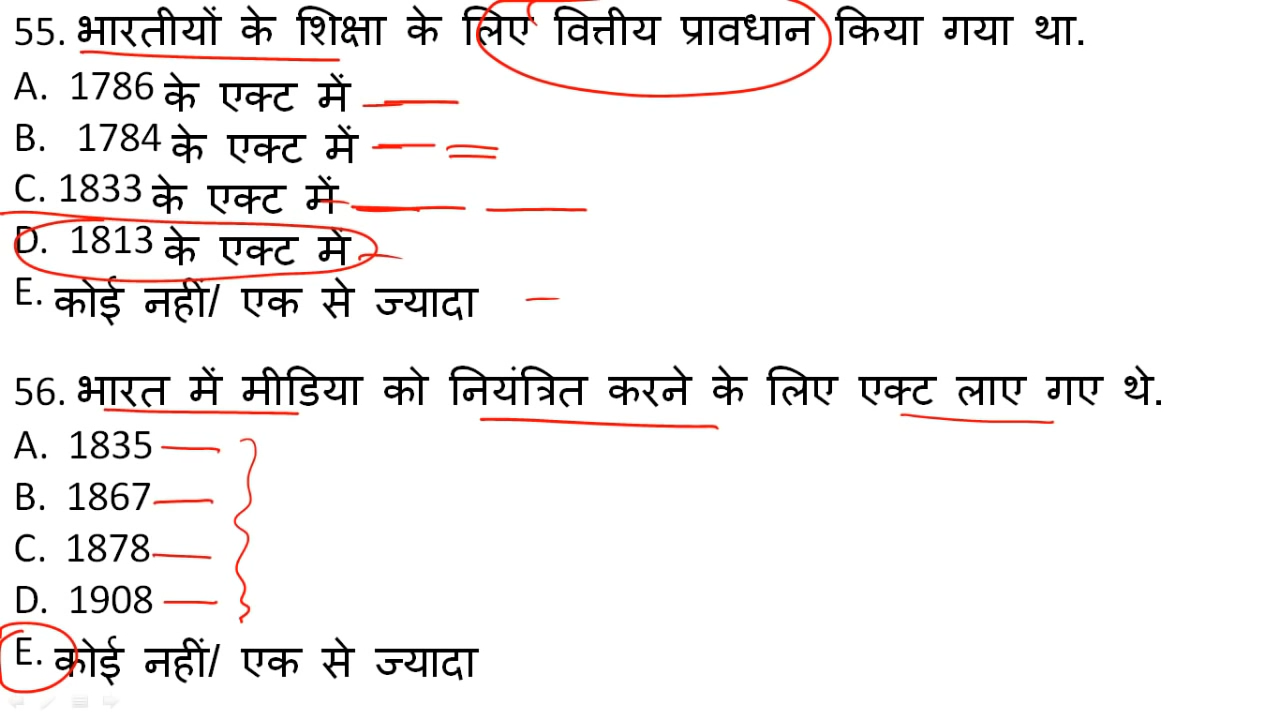 55. भारतीयों के शिक्षा के लिए वित्तीय प्रावधान किया गया था.
A. 1786 के एक्ट में
B. 1784 के एक्ट में
C. 1833 के एक्ट में
D. 1813 के एक्ट में
E. कोई नहीं/ एक से ज्यादा
56. भारत में मीडिया को नियंत्रित करने के लिए एक्ट लाए गए थे.
A. 1835
B. 1867
C. 1878
D. 1908
E. कोई नहीं/ एक से ज्यादा